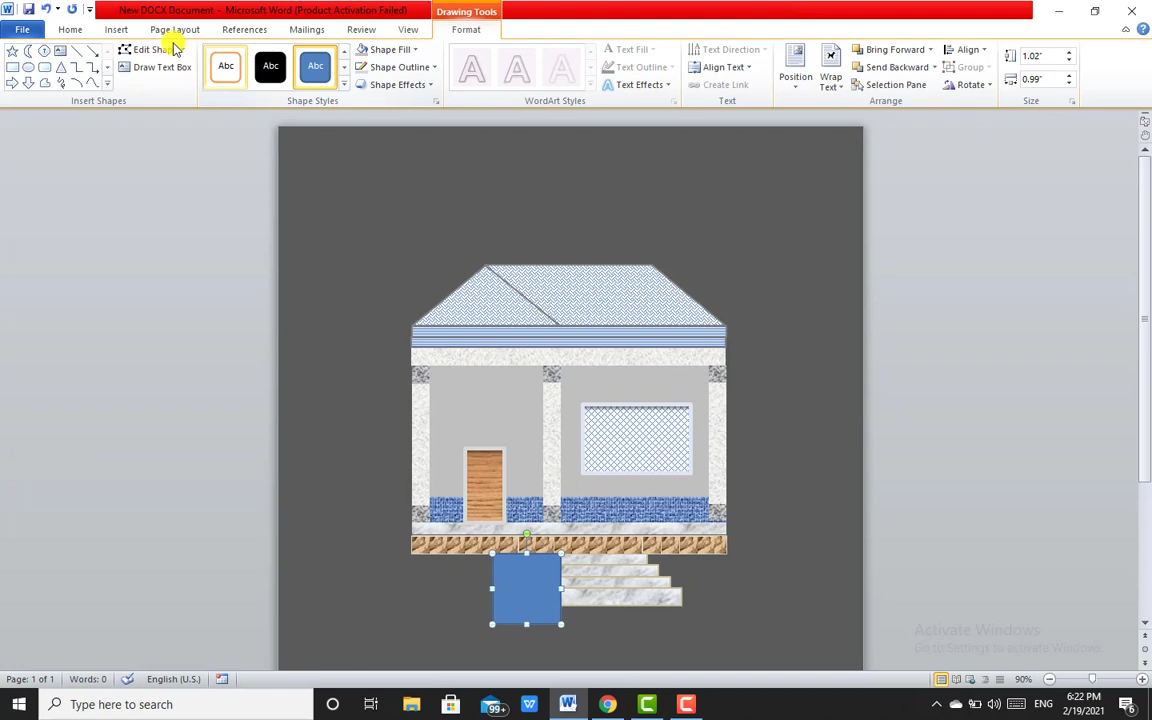 New DOCX Document - Microsoft Word (Product Activation Failed)
Drawing Tools
File Home Insert Page Layout References Mailings Review View Format
Edit Shape
Draw Text Box
Insert Shapes
Abc Abc Abc
Shape Fill
Shape Outline
Shape Effects
Shape Styles
A A A
Text Fill
Text Outline
Text Effects
WordArt Styles
Text Direction
Align Text
Create Link
Text
Position
Wrap Text
Bring Forward
Send Backward
Selection Pane
Align
Group
Rotate
Arrange
1.02"
0.99"
Size
Activate Windows
Go to Settings to activate Windows.
Page: 1 of 1 Words: 0 English (U.S.) 90%
Type here to search
99+
ENG
6:22 PM
2/19/2021
6